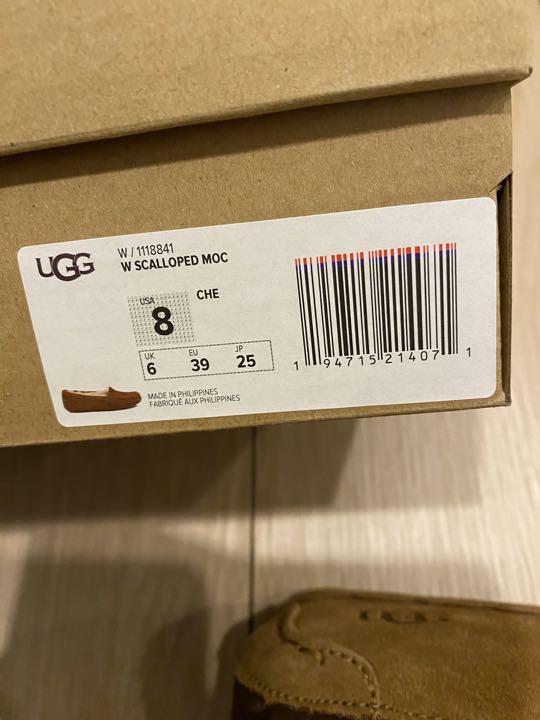 UGG
W / 1118841
W SCALLOPED MOC
USA
8
CHE
UK EU JP
6 39 25
MADE IN PHILIPPINES
FABRIQUÉ AUX PHILIPPINES
1 94715 21407 1
UGG